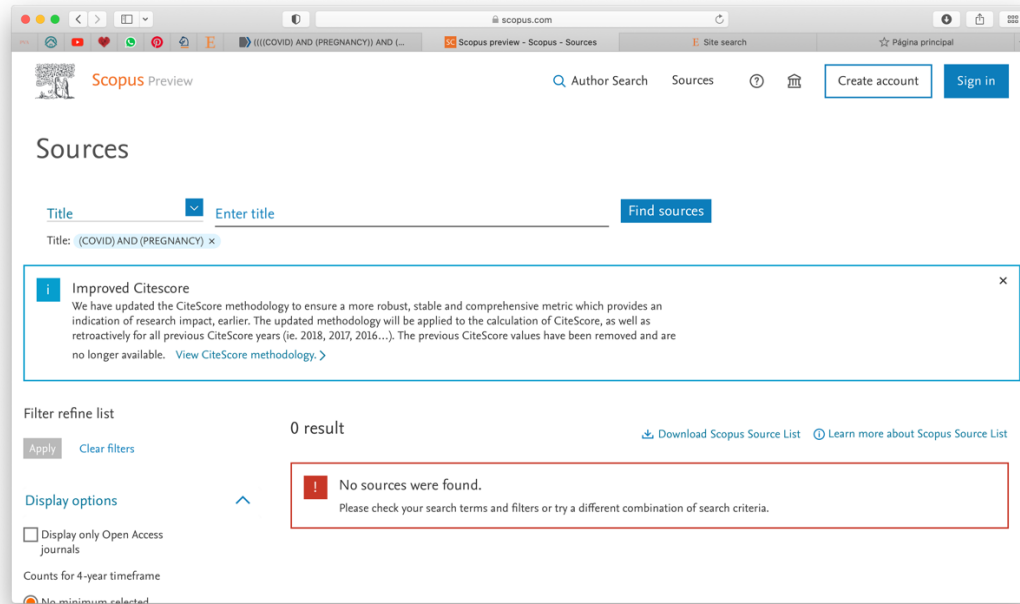 scopus.com
((((COVID) AND (PREGNANCY)) AND (...
SC Scopus preview - Scopus - Sources
E Site search
Página principal
Scopus Preview
Author Search
Sources
Create account
Sign in
Sources
Title
Enter title
Find sources
Title: (COVID) AND (PREGNANCY) ×
Improved Citescore
We have updated the CiteScore methodology to ensure a more robust, stable and comprehensive metric which provides an
indication of research impact, earlier. The updated methodology will be applied to the calculation of CiteScore, as well as
retroactively for all previous CiteScore years (ie. 2018, 2017, 2016...). The previous CiteScore values have been removed and are
no longer available. View CiteScore methodology. >
Filter refine list
Apply
Clear filters
0 result
Download Scopus Source List
Learn more about Scopus Source List
Display options
No sources were found.
Please check your search terms and filters or try a different combination of search criteria.
Display only Open Access
journals
Counts for 4-year timeframe
No minimum selected